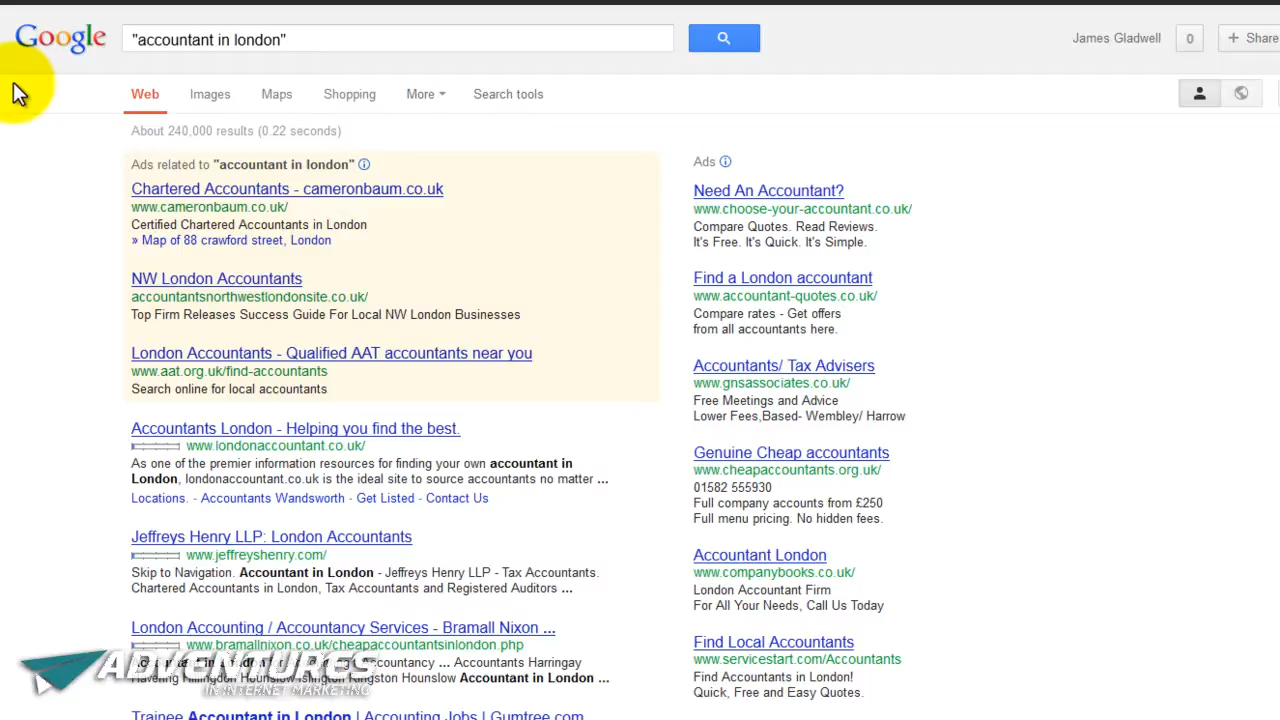 Google
"accountant in london"
James Gladwell
0
+ Share
Web
Images
Maps
Shopping
More
Search tools
About 240,000 results (0.22 seconds)
Ads related to "accountant in london"
Chartered Accountants - cameronbaum.co.uk
www.cameronbaum.co.uk/
Certified Chartered Accountants in London
» Map of 88 crawford street, London
NW London Accountants
accountantsnorthwestlondonsite.co.uk/
Top Firm Releases Success Guide For Local NW London Businesses
London Accountants - Qualified AAT accountants near you
www.aat.org.uk/find-accountants
Search online for local accountants
Accountants London - Helping you find the best.
www.londonaccountant.co.uk/
As one of the premier information resources for finding your own accountant in
London, londonaccountant.co.uk is the ideal site to source accountants no matter ...
Locations. - Accountants Wandsworth - Get Listed - Contact Us
Jeffreys Henry LLP: London Accountants
www.jeffreyshenry.com/
Skip to Navigation. Accountant in London - Jeffreys Henry LLP - Tax Accountants.
Chartered Accountants in London, Tax Accountants and Registered Auditors ...
London Accounting / Accountancy Services - Bramall Nixon ...
www.bramallnixon.co.uk/cheapaccountantsinlondon.php
Accountant in London for Accountancy ... Accountants Harringay
Havering Hillingdon Hounslow Islington Kingston Hounslow Accountant in London ...
Trainee Accountant in London | Accounting Jobs | Gumtree.com
Ads
Need An Accountant?
www.choose-your-accountant.co.uk/
Compare Quotes. Read Reviews.
It's Free. It's Quick. It's Simple.
Find a London accountant
www.accountant-quotes.co.uk/
Compare rates - Get offers
from all accountants here.
Accountants/ Tax Advisers
www.gnsassociates.co.uk/
Free Meetings and Advice
Lower Fees,Based- Wembley/ Harrow
Genuine Cheap accountants
www.cheapaccountants.org.uk/
01582 555930
Full company accounts from £250
Full menu pricing. No hidden fees.
Accountant London
www.companybooks.co.uk/
London Accountant Firm
For All Your Needs, Call Us Today
Find Local Accountants
www.servicestart.com/Accountants
Find Accountants in London!
Quick, Free and Easy Quotes.
ADVENTURES
IN INTERNET MARKETING